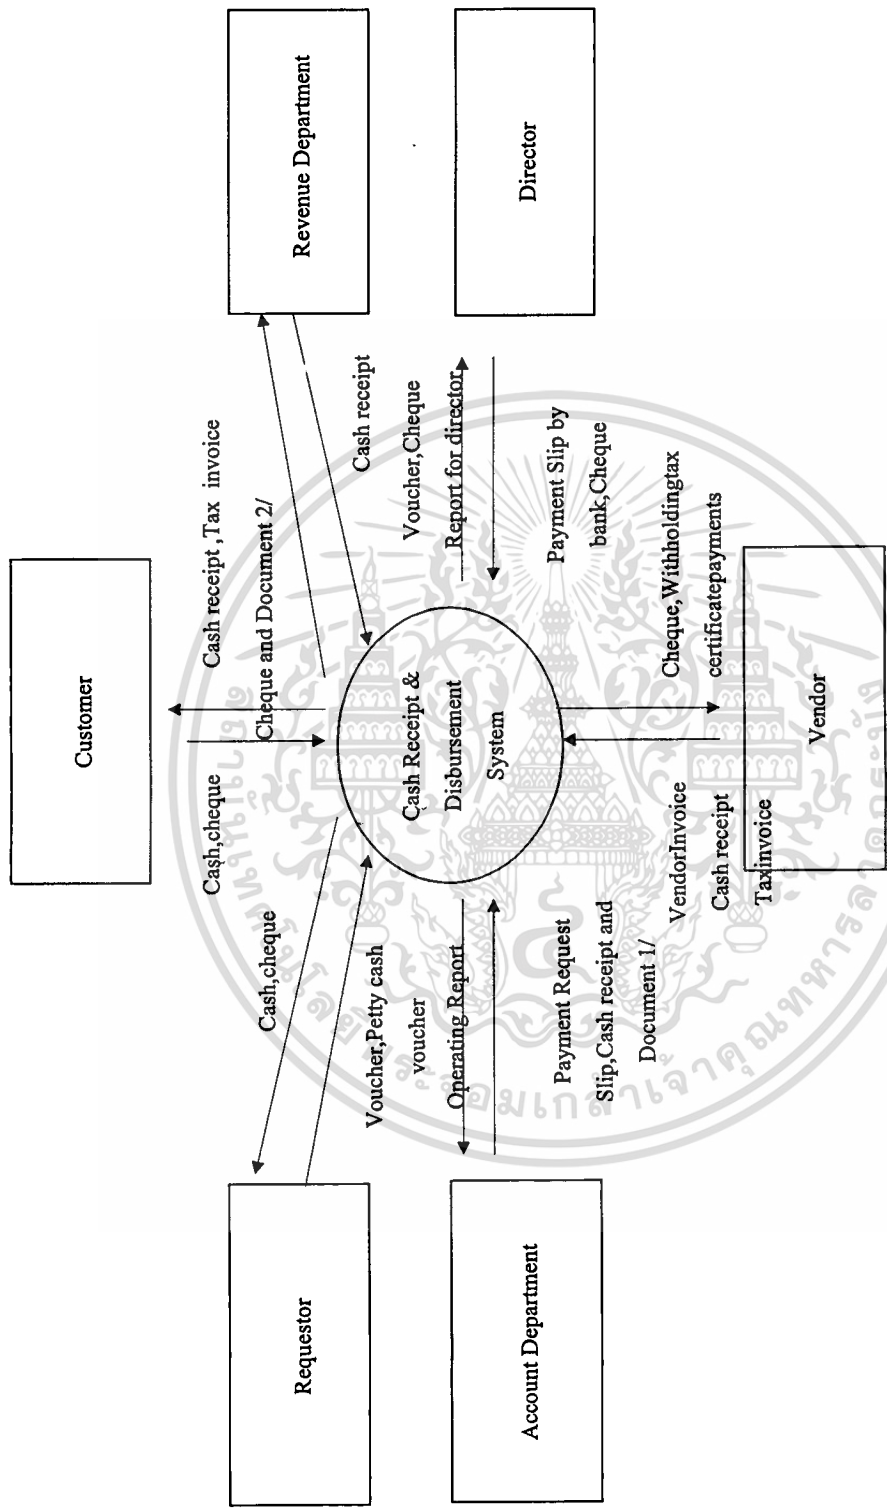 Customer
Cash,cheque
Cash receipt ,Tax invoice
Requestor
Cash,cheque
Voucher,Petty cash
voucher
Cheque and Document 2/
Cash receipt
Revenue Department
Cash Receipt &
Disbursement
System
Account Department
Operating Report
Payment Request
Slip,Cash receipt and
Document 1/
Voucher,Cheque
Report for director
Payment Slip by
bank,Cheque
Director
VendorInvoice
Cash receipt
Taxinvoice
Cheque,Withholdingtax
certificatepayments
Vendor